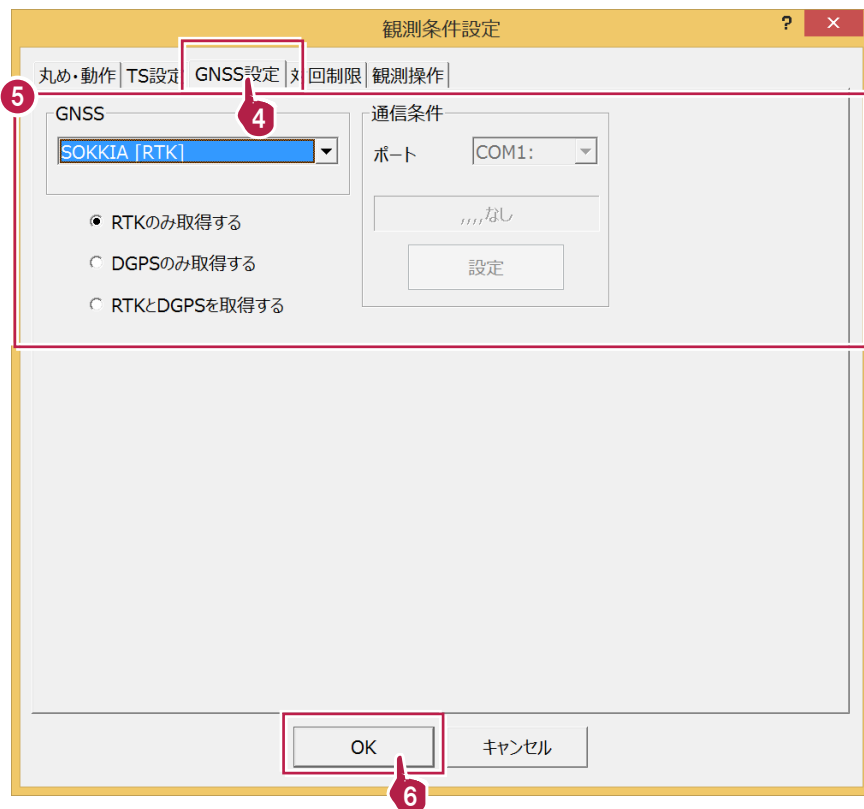 観測条件設定
? ×
丸め・動作 TS設定 GNSS設定 回制限 観測操作
5
4
GNSS
SOKKIA [RTK]
RTKのみ取得する
DGPSのみ取得する
RTKとDGPSを取得する
通信条件
ポート COM1:
,,,,なし
設定
OK キャンセル
6